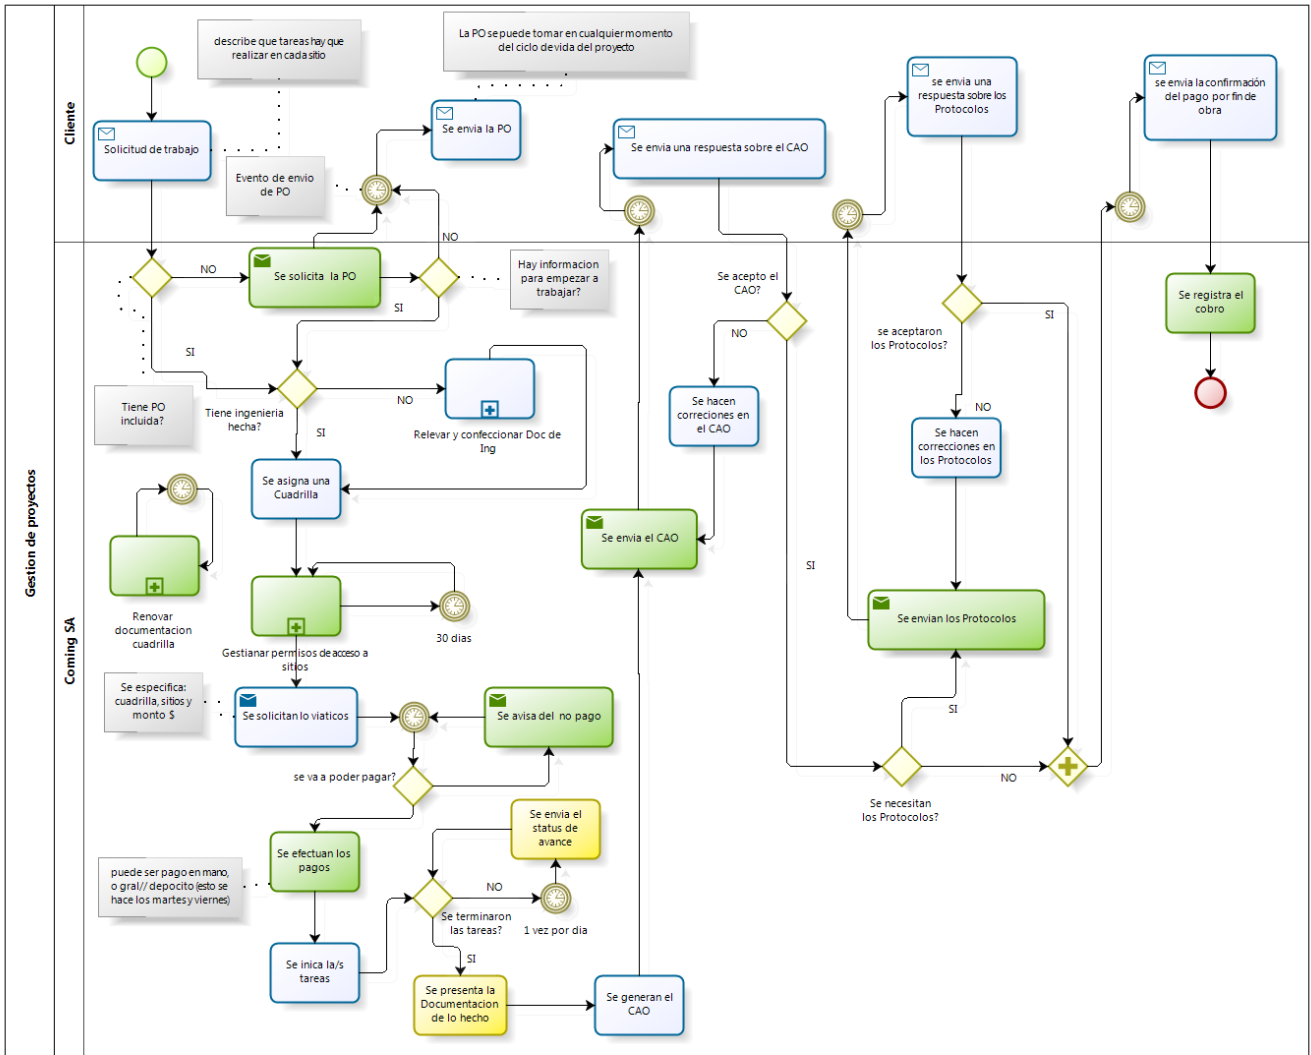 Gestion de proyectos
Cliente
Coming SA
describe que tareas hay que
realizar en cada sitio
La PO se puede tomar en cualquier momento
del ciclo de vida del proyecto
Solicitud de trabajo
Evento de envio
de PO
Se envia la PO
Se envia una respuesta sobre el CAO
se envia una
respuesta sobre los
Protocolos
se envia la confirmación
del pago por fin de
obra
NO
Se solicita la PO
NO
Hay informacion
para empezar a
trabajar?
SI
SI
Tiene PO
incluida?
Tiene ingenieria
hecha?
NO
SI
Relevar y confeccionar Doc de
Ing
Se asigna una
Cuadrilla
Renovar
documentacion
cuadrilla
Gestianar permisos de acceso a
sitios
30 dias
Se especifica:
cuadrilla, sitios y
monto $
Se solicitan lo viaticos
Se avisa del no pago
se va a poder pagar?
Se efectuan los
pagos
puede ser pago en mano,
o gral// depocito (esto se
hace los martes y viernes)
Se inica la/s
tareas
Se envia el
status de
avance
NO
Se terminaron
las tareas?
1 vez por dia
SI
Se presenta la
Documentacion
de lo hecho
Se generan el
CAO
Se envia el CAO
Se acepto el
CAO?
NO
Se hacen
correciones en
el CAO
SI
se aceptaron
los Protocolos?
SI
NO
Se hacen
correcciones en
los Protocolos
Se envian los Protocolos
SI
NO
Se necesitan
los Protocolos?
Se registra el
cobro